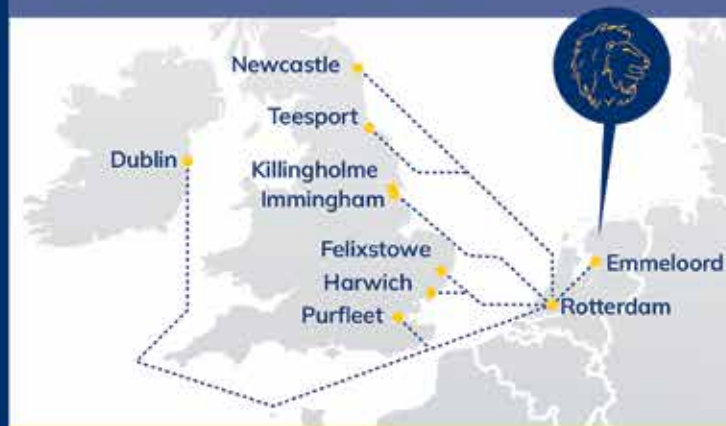 Newcastle
Teesport
Dublin
Killingholme
Immingham
Felixstowe
Emmeloord
Harwich
Rotterdam
Purfleet